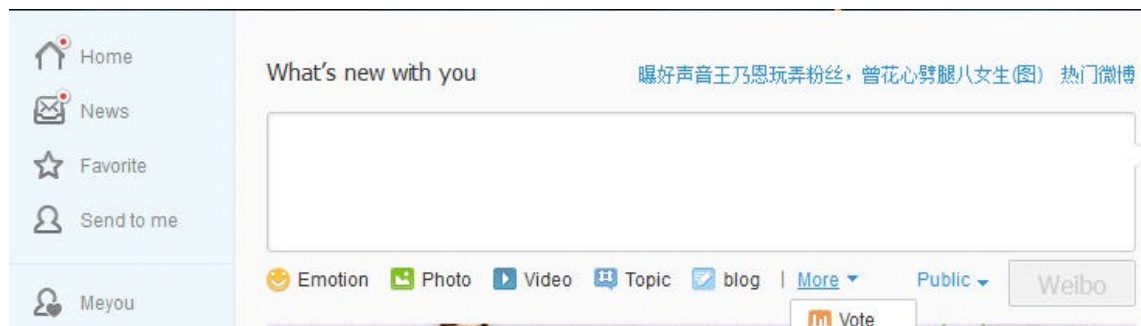 Home
What's new with you
曝好声音王乃恩玩弄粉丝，曾花心劈腿八女生(图) 热门微博
News
Favorite
Send to me
Emotion Photo Video Topic blog | More Public Weibo
Meyou
Vote